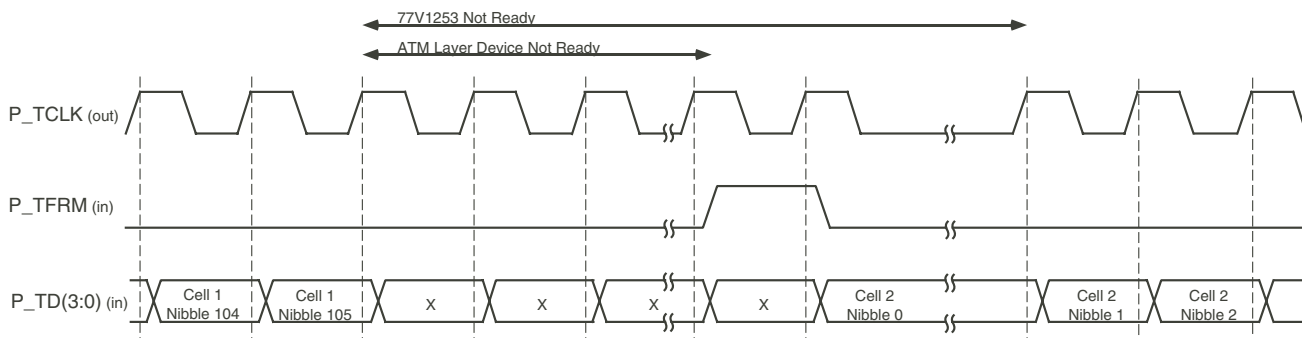 77V1253 Not Ready
ATM Layer Device Not Ready
P_TCLK (out)
P_TFRM (in)
P_TD(3:0) (in)
Cell 1
Nibble 104
Cell 1
Nibble 105
X
X
X
X
Cell 2
Nibble 0
Cell 2
Nibble 1
Cell 2
Nibble 2